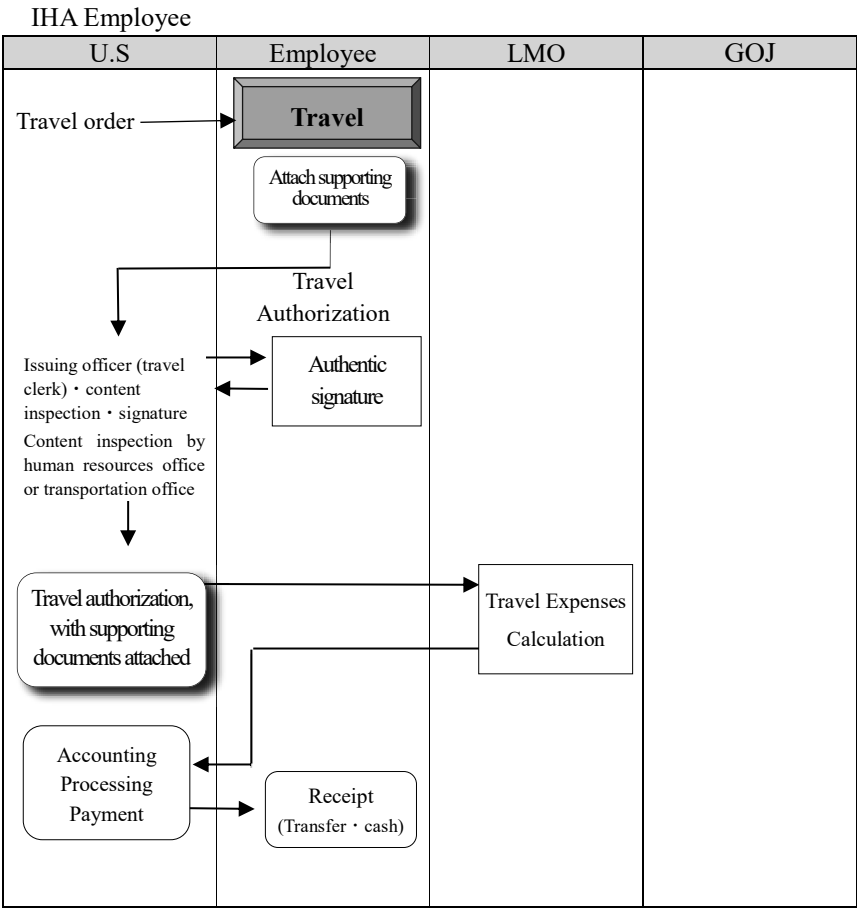 IHA Employee
U.S
Employee
LMO
GOJ
Travel order
Travel
Attach supporting
documents
Travel
Authorization
Issuing officer (travel
clerk)・content
inspection・signature
Content inspection by
human resources office
or transportation office
Authentic
signature
Travel authorization,
with supporting
documents attached
Travel Expenses
Calculation
Accounting
Processing
Payment
Receipt
(Transfer・cash)